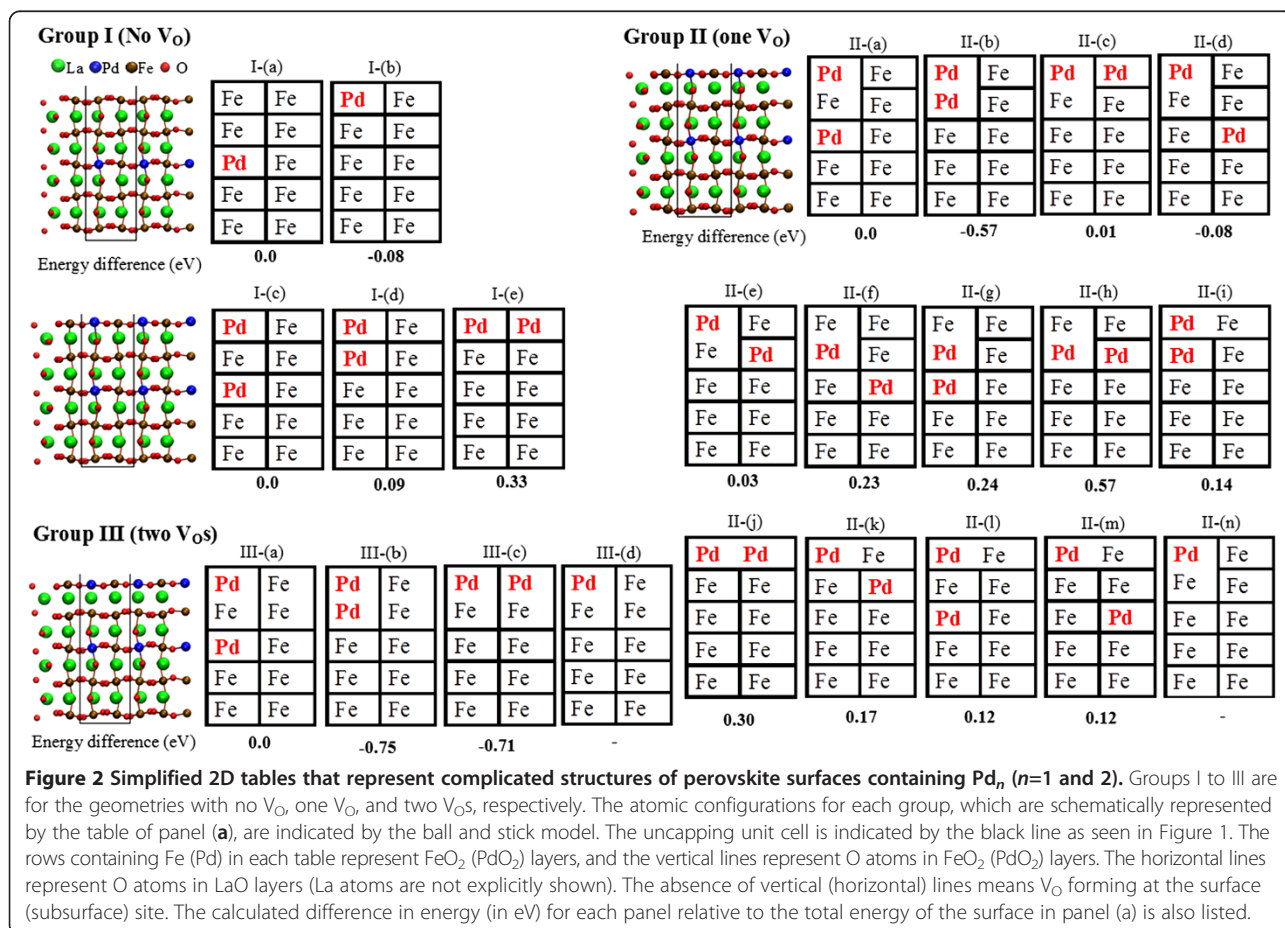 Group I (No VO)
La Pd Fe O
I-(a) I-(b)
Fe Fe Pd Fe
Fe Fe Fe Fe
Pd Fe Fe Fe
Fe Fe Fe Fe
Fe Fe Fe Fe
Energy difference (eV) 0.0 -0.08
Group II (one VO)
II-(a) II-(b) II-(c) II-(d)
Pd Fe Pd Fe Pd Pd Pd Fe
Fe Fe Pd Fe Fe Fe Fe Fe
Pd Fe Fe Fe Fe Fe Fe Pd
Fe Fe Fe Fe Fe Fe Fe Fe
Fe Fe Fe Fe Fe Fe Fe Fe
Energy difference (eV) 0.0 -0.57 0.01 -0.08
I-(c) I-(d) I-(e)
Pd Fe Pd Fe Pd Pd
Fe Fe Pd Fe Fe Fe
Pd Fe Fe Fe Fe Fe
Fe Fe Fe Fe Fe Fe
Fe Fe Fe Fe Fe Fe
0.0 0.09 0.33
II-(e) II-(f) II-(g) II-(h) II-(i)
Pd Fe Fe Fe Fe Fe Fe Fe Pd Fe
Fe Pd Pd Fe Pd Fe Pd Pd Pd Fe
Fe Fe Fe Pd Pd Fe Fe Fe Fe Fe
Fe Fe Fe Fe Fe Fe Fe Fe Fe Fe
Fe Fe Fe Fe Fe Fe Fe Fe Fe Fe
0.03 0.23 0.24 0.57 0.14
Group III (two VOs)
III-(a) III-(b) III-(c) III-(d)
Pd Fe Pd Fe Pd Pd Pd Fe
Fe Fe Pd Fe Fe Fe Fe Fe
Pd Fe Fe Fe Fe Fe Fe Fe
Fe Fe Fe Fe Fe Fe Fe Fe
Fe Fe Fe Fe Fe Fe Fe Fe
Energy difference (eV) 0.0 -0.75 -0.71 -
II-(j) II-(k) II-(l) II-(m) II-(n)
Pd Pd Pd Fe Pd Fe Pd Fe Pd Fe
Fe Fe Fe Pd Fe Fe Fe Fe Fe Fe
Fe Fe Fe Fe Pd Fe Fe Pd Fe Fe
Fe Fe Fe Fe Fe Fe Fe Fe Fe Fe
Fe Fe Fe Fe Fe Fe Fe Fe Fe Fe
0.30 0.17 0.12 0.12 -
Figure 2 Simplified 2D tables that represent complicated structures of perovskite surfaces containing Pdn (n=1 and 2). Groups I to III are
for the geometries with no VO, one VO, and two VOs, respectively. The atomic configurations for each group, which are schematically represented
by the table of panel (a), are indicated by the ball and stick model. The uncapping unit cell is indicated by the black line as seen in Figure 1. The
rows containing Fe (Pd) in each table represent FeO2 (PdO2) layers, and the vertical lines represent O atoms in FeO2 (PdO2) layers. The horizontal lines
represent O atoms in LaO layers (La atoms are not explicitly shown). The absence of vertical (horizontal) lines means VO forming at the surface
(subsurface) site. The calculated difference in energy (in eV) for each panel relative to the total energy of the surface in panel (a) is also listed.